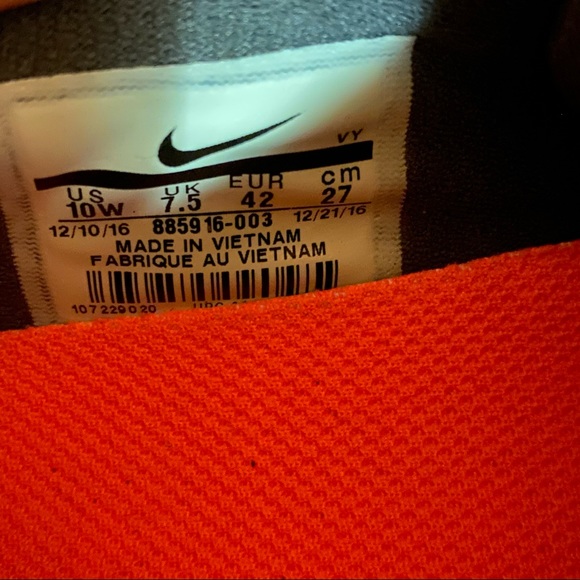 VY
US UK EUR cm
10W 7.5 42 27
12/10/16 885916-003 12/21/16
MADE IN VIETNAM
FABRIQUE AU VIETNAM
107229020